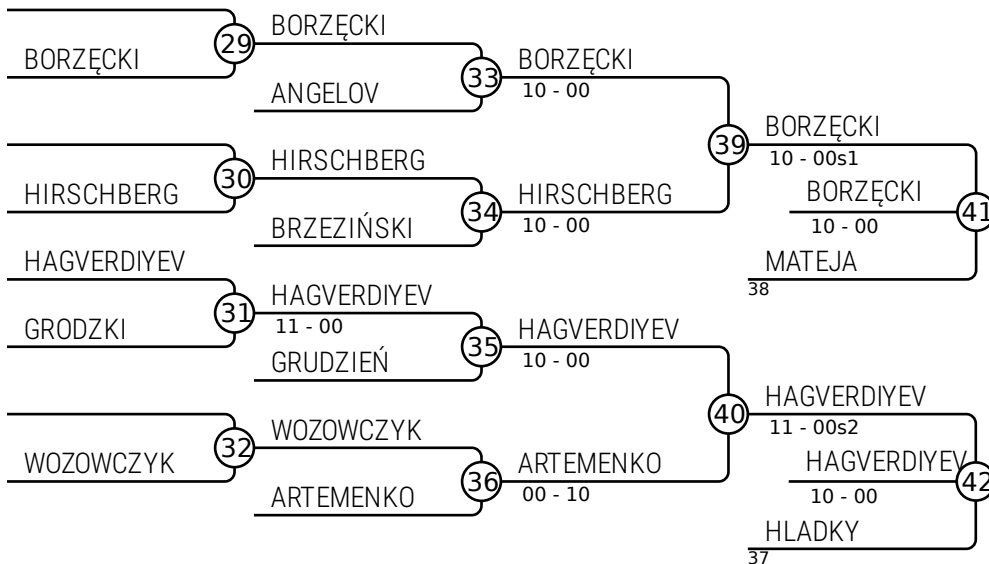 BORZĘCKI
29
BORZĘCKI
ANGELOV
33
BORZĘCKI
10 - 00
HIRSCHBERG
30
HIRSCHBERG
BRZEZIŃSKI
34
HIRSCHBERG
10 - 00
39
BORZĘCKI
10 - 00s1
BORZĘCKI
10 - 00
41
MATEJA
38
HAGVERDIYEV
GRODZKI
31
HAGVERDIYEV
11 - 00
GRUDZIEŃ
35
HAGVERDIYEV
10 - 00
WOZOWCZYK
32
WOZOWCZYK
ARTEMENKO
36
ARTEMENKO
00 - 10
40
HAGVERDIYEV
11 - 00s2
HAGVERDIYEV
10 - 00
42
HLADKY
37